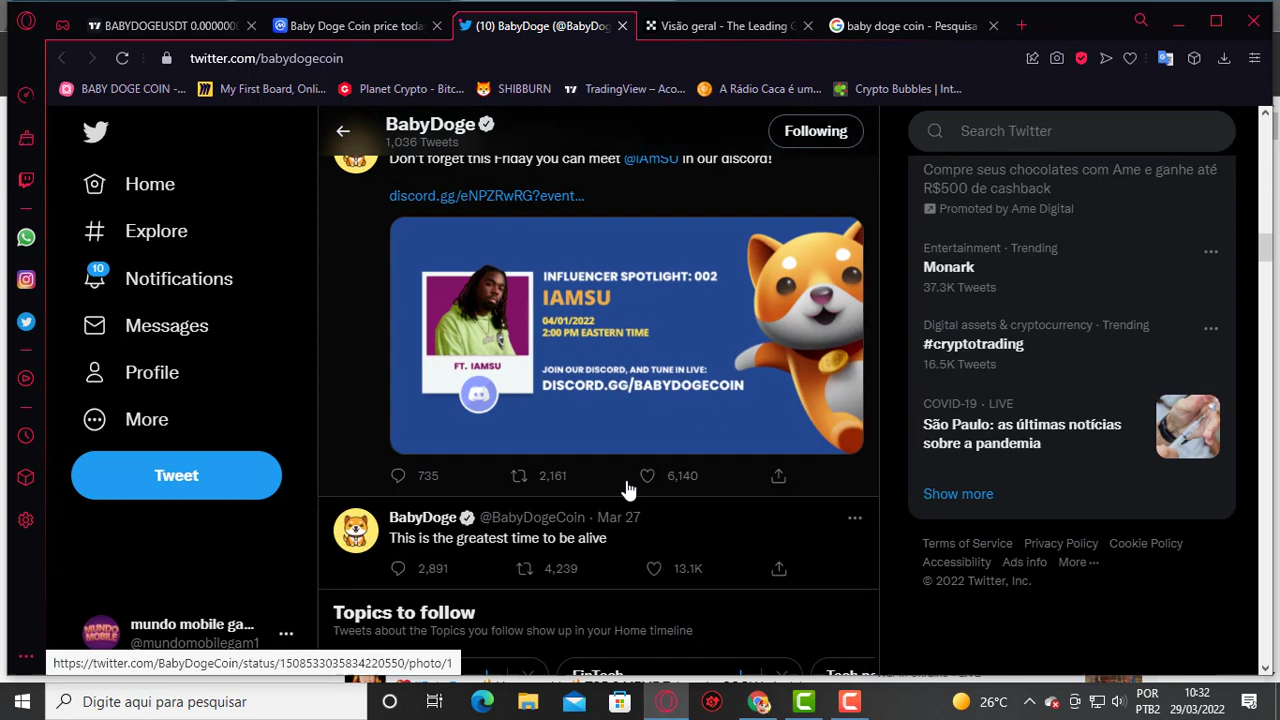 BABYDOGEUSDT 0.0000000
Baby Doge Coin price toda
(10) BabyDoge (@BabyDog
Visão geral - The Leading C
baby doge coin - Pesquisa
twitter.com/babydogecoin
BABY DOGE COIN -...
My First Board, Onli...
Planet Crypto - Bitc...
SHIBBURN
TradingView – Aco...
A Rádio Caca é um...
Crypto Bubbles | Int...
BabyDoge
1,036 Tweets
Following
Search Twitter
Home
Explore
10
Notifications
Messages
Profile
More
Tweet
mundo mobile ga...
@mundomobilegam1
Don't forget this Friday you can meet @IAmSU in our discord!
discord.gg/eNPZRwRG?event...
INFLUENCER SPOTLIGHT: 002
IAMSU
04/01/2022
2:00 PM EASTERN TIME
FT. IAMSU
JOIN OUR DISCORD, AND TUNE IN LIVE:
DISCORD.GG/BABYDOGECOIN
735 2,161 6,140
BabyDoge @BabyDogeCoin · Mar 27
This is the greatest time to be alive
2,891 4,239 13.1K
Topics to follow
Tweets about the Topics you follow show up in your Home timeline
FinTech
Compre seus chocolates com Ame e ganhe até
R$500 de cashback
Promoted by Ame Digital
Entertainment · Trending
Monark
37.3K Tweets
Digital assets & cryptocurrency · Trending
#cryptotrading
16.5K Tweets
COVID-19 · LIVE
São Paulo: as últimas notícias
sobre a pandemia
Show more
Terms of Service Privacy Policy Cookie Policy
Accessibility Ads info More ···
© 2022 Twitter, Inc.
https://twitter.com/BabyDogeCoin/status/1508533035834220550/photo/1
Digite aqui para pesquisar
26°C
POR
PTB2
10:32
29/03/2022